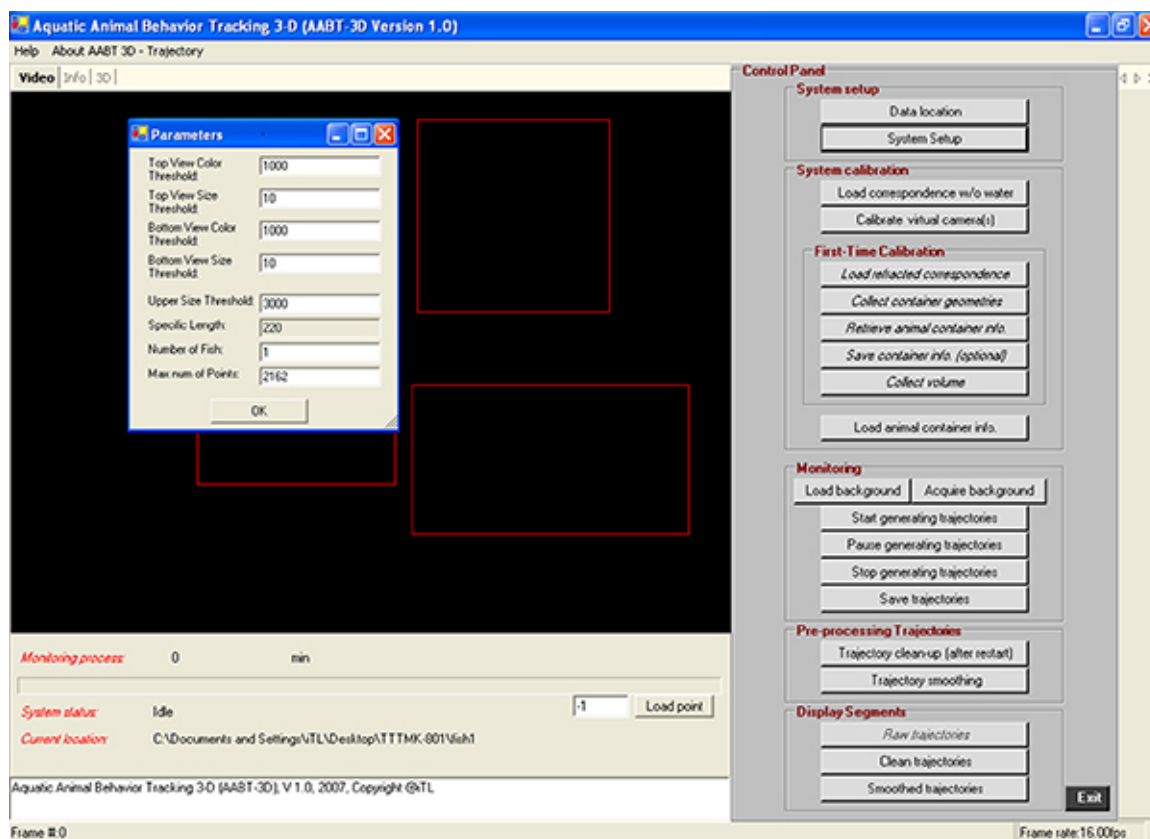 Aquatic Animal Behavior Tracking 3-D (AABT-3D Version 1.0)
Help About AABT 3D - Trajectory
Video Info 3D
Parameters
Top View Color
Threshold: 1000
Top View Size
Threshold: 10
Bottom View Color
Threshold: 1000
Bottom View Size
Threshold: 10
Upper Size Threshold: 3000
Specific Length: 220
Number of Fish: 1
Max num of Points: 2162
OK
Monitoring process: 0 min
System status: Idle
-1 Load point
Current location: C:\Documents and Settings\iTL\Desktop\TTTMK-801\fish1
Aquatic Animal Behavior Tracking 3-D (AABT-3D), V 1.0, 2007, Copyright @iTL
Frame #:0
Control Panel
System setup
Data location
System Setup
System calibration
Load correspondence w/o water
Calibrate virtual camera(s)
First-Time Calibration
Load refracted correspondence
Collect container geometries
Retrieve animal container info.
Save container info. (optional)
Collect volume
Load animal container info.
Monitoring
Load background Acquire background
Start generating trajectories
Pause generating trajectories
Stop generating trajectories
Save trajectories
Pre-processing Trajectories
Trajectory clean-up (after restart)
Trajectory smoothing
Display Segments
Raw trajectories
Clean trajectories
Smoothed trajectories
Exit
Frame rate:16.00fps